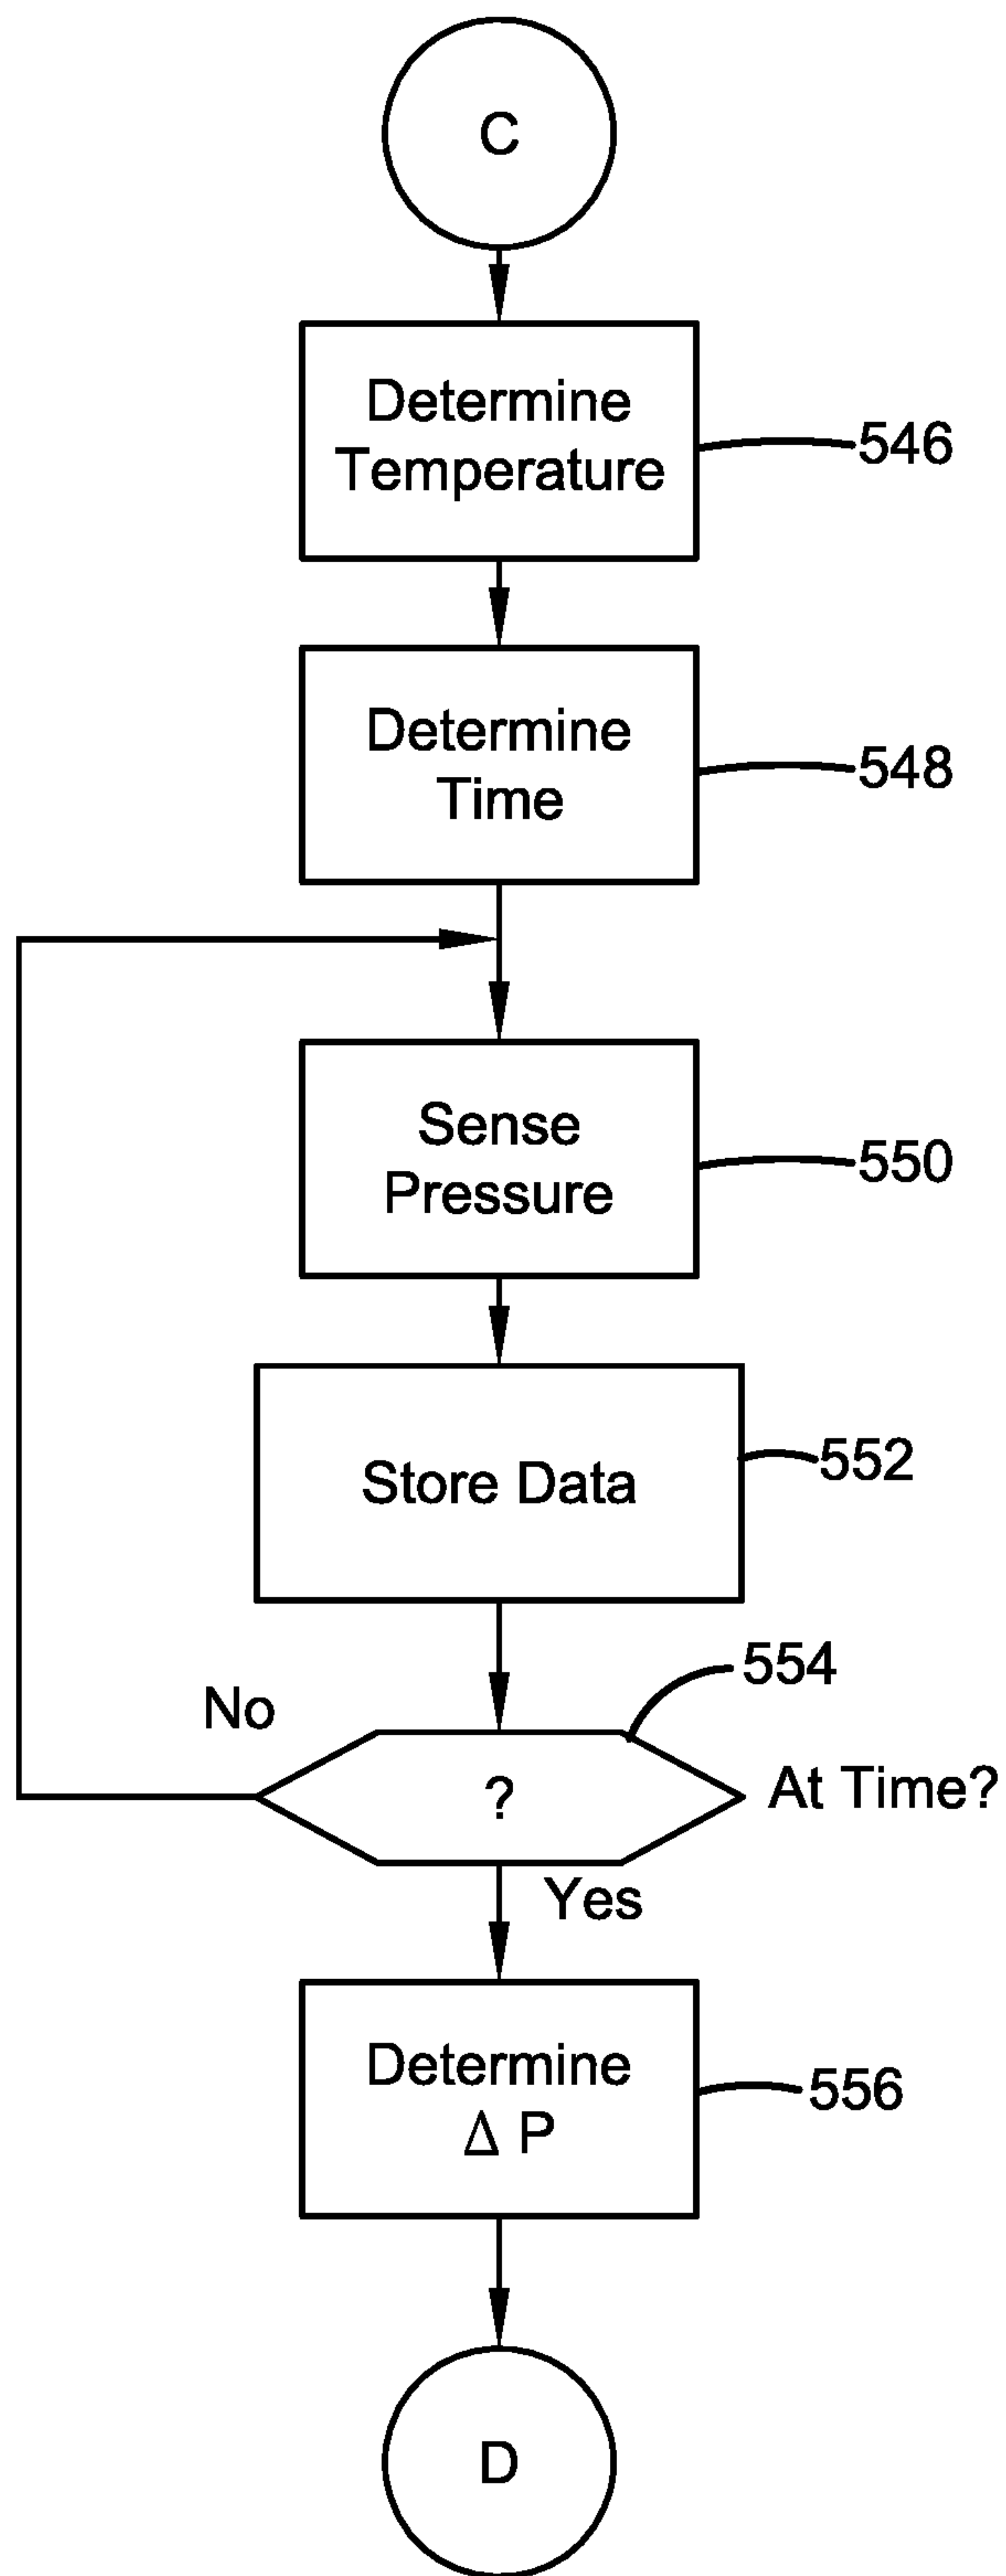 C
Determine
Temperature
546
Determine
Time
548
Sense
Pressure
550
Store Data
552
554
No
?
At Time?
Yes
Determine
Δ P
556
D